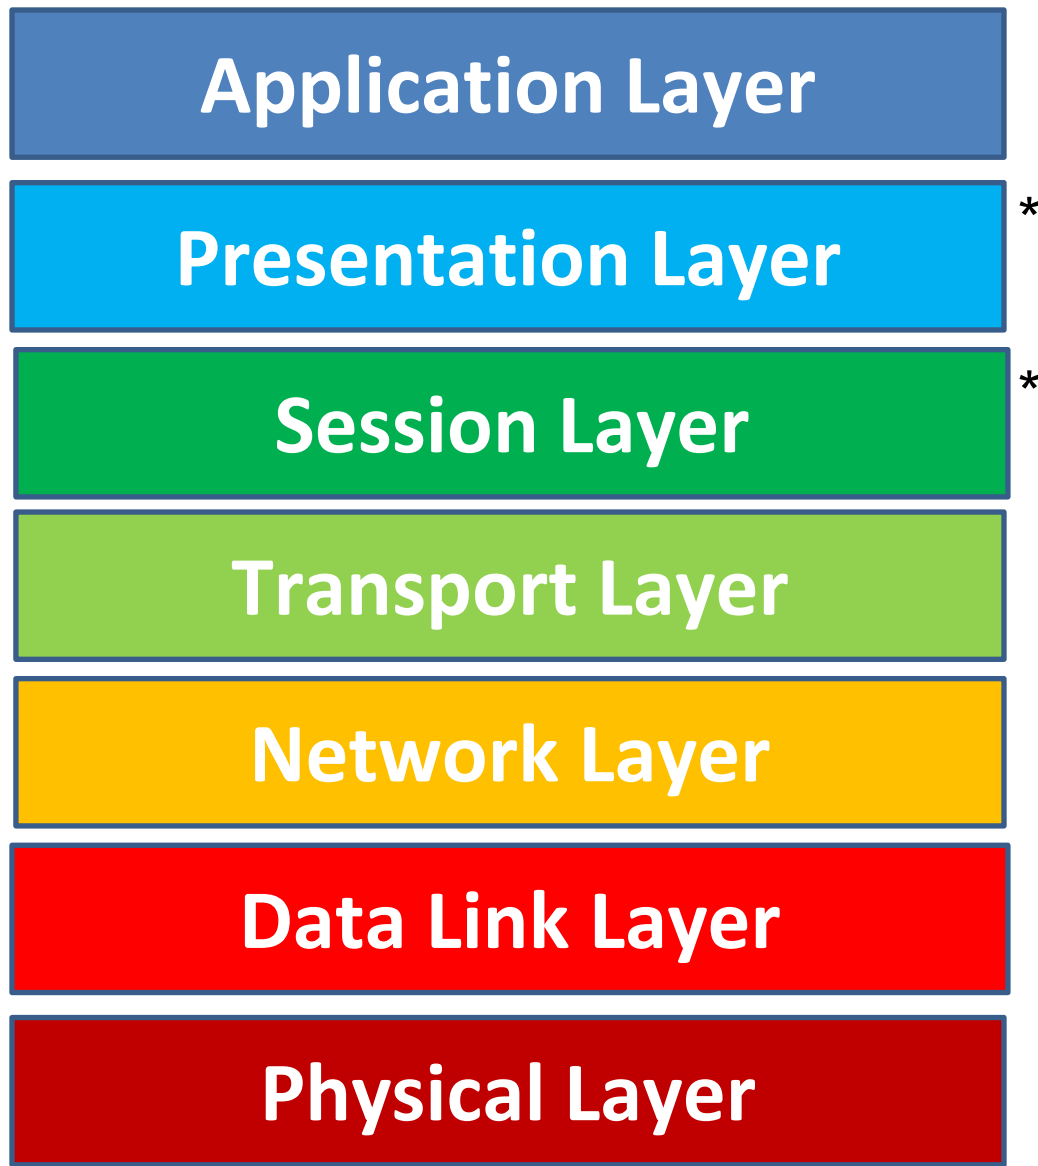 Application Layer
Presentation Layer *
Session Layer *
Transport Layer
Network Layer
Data Link Layer
Physical Layer